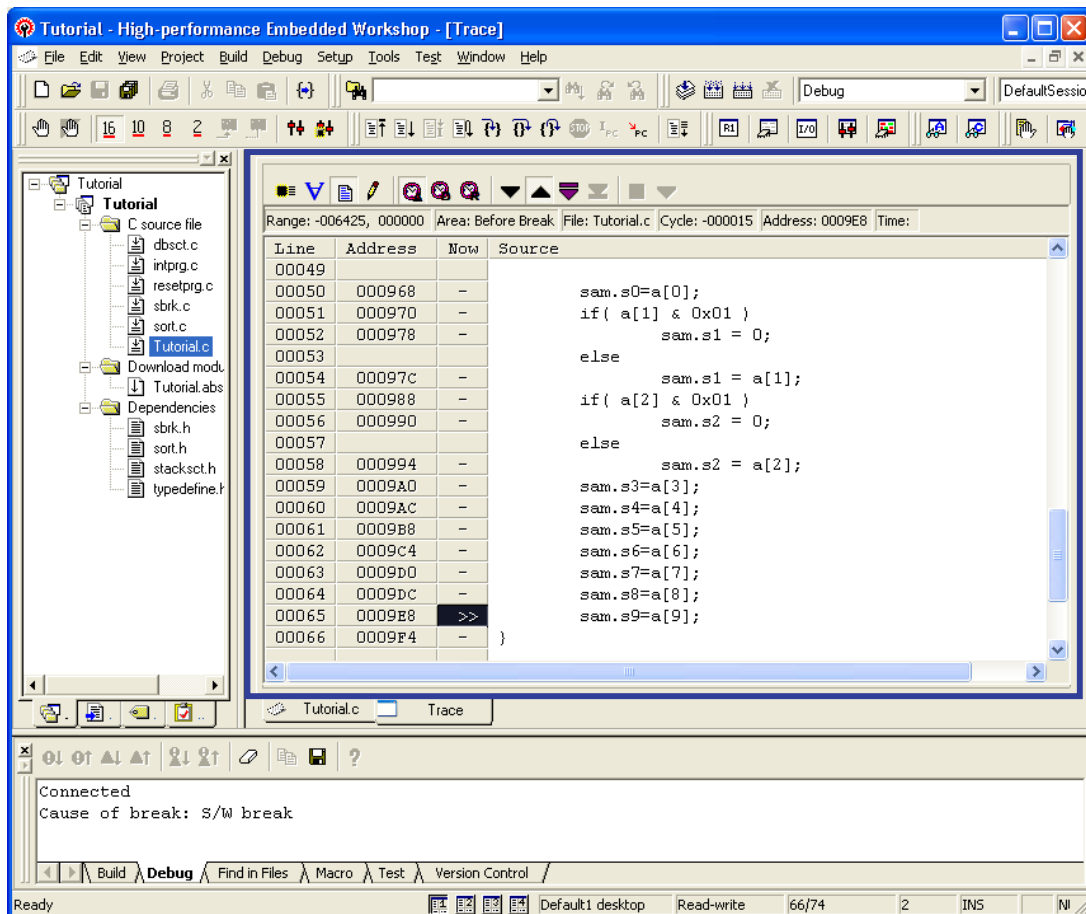 Tutorial - High-performance Embedded Workshop - [Trace]
File Edit View Project Build Debug Setup Tools Test Window Help
Debug DefaultSessio
16 10 8 2 STOP PC PC R1 I/O
Tutorial
Tutorial
C source file
dbsct.c
intprg.c
resetprg.c
sbrk.c
sort.c
Tutorial.c
Download modu
Tutorial.abs
Dependencies
sbrk.h
sort.h
stacksct.h
typedefine.h
Range: -006425, 000000 Area: Before Break File: Tutorial.c Cycle: -000015 Address: 0009E8 Time:
Line Address Now Source
00049
00050 000968 - sam.s0=a[0];
00051 000970 - if( a[1] & 0x01 )
00052 000978 - sam.s1 = 0;
00053 else
00054 00097C - sam.s1 = a[1];
00055 000988 - if( a[2] & 0x01 )
00056 000990 - sam.s2 = 0;
00057 else
00058 000994 - sam.s2 = a[2];
00059 0009A0 - sam.s3=a[3];
00060 0009AC - sam.s4=a[4];
00061 0009B8 - sam.s5=a[5];
00062 0009C4 - sam.s6=a[6];
00063 0009D0 - sam.s7=a[7];
00064 0009DC - sam.s8=a[8];
00065 0009E8 >> sam.s9=a[9];
00066 0009F4 - }
Tutorial.c Trace
Connected
Cause of break: S/W break
Build Debug Find in Files Macro Test Version Control
Ready 1 2 3 4 Default1 desktop Read-write 66/74 2 INS